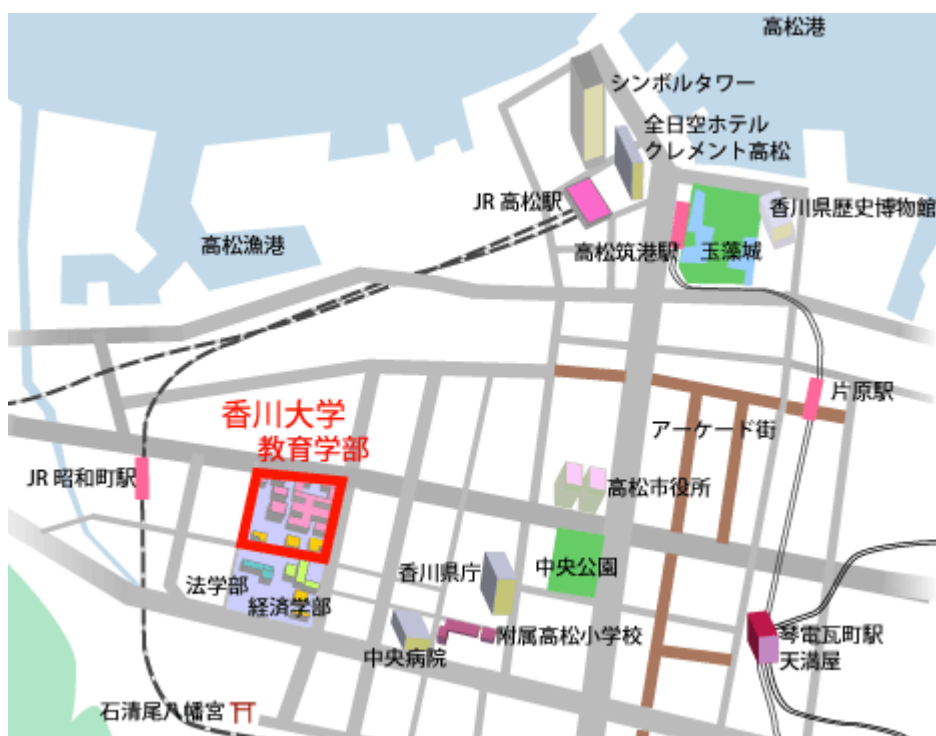 高松港
シンボルタワー
全日空ホテル
クレメント高松
JR 高松駅
香川県歴史博物館
高松漁港
高松筑港駅
玉藻城
片原駅
香川大学
教育学部
アーケード街
JR 昭和町駅
高松市役所
香川県庁
中央公園
法学部
経済学部
附属高松小学校
琴電瓦町駅
天満屋
中央病院
石清尾八幡宮